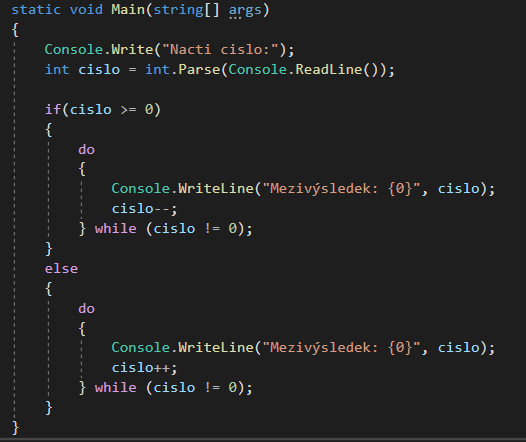 static void Main(string[] args)
{
Console.Write("Nacti cislo:");
int cislo = int.Parse(Console.ReadLine());
if(cislo >= 0)
{
do
{
Console.WriteLine("Mezivýsledek: {0}", cislo);
cislo--;
} while (cislo != 0);
}
else
{
do
{
Console.WriteLine("Mezivýsledek: {0}", cislo);
cislo++;
} while (cislo != 0);
}
}